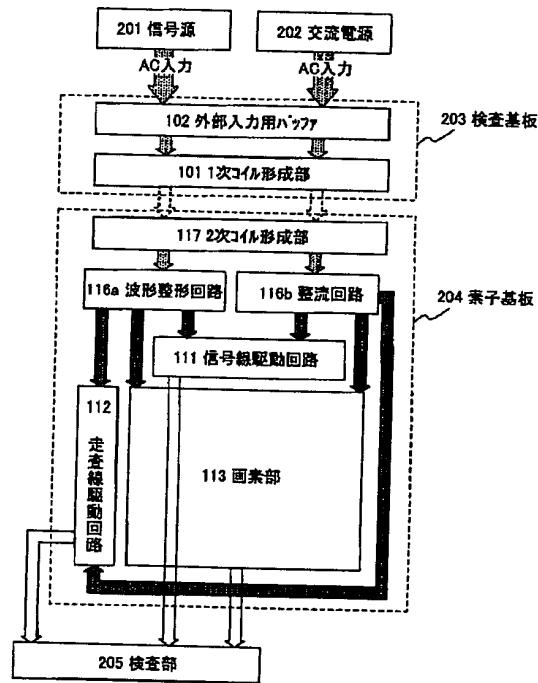 201 信号源
202 交流電源
AC入力
AC入力
102 外部入力用ﾊﾞｯﾌｧ
203 検査基板
101 1次ｺｲﾙ形成部
117 2次ｺｲﾙ形成部
116a 波形整形回路
116b 整流回路
204 素子基板
111 信号線駆動回路
112
走査線駆動回路
113 画素部
205 検査部